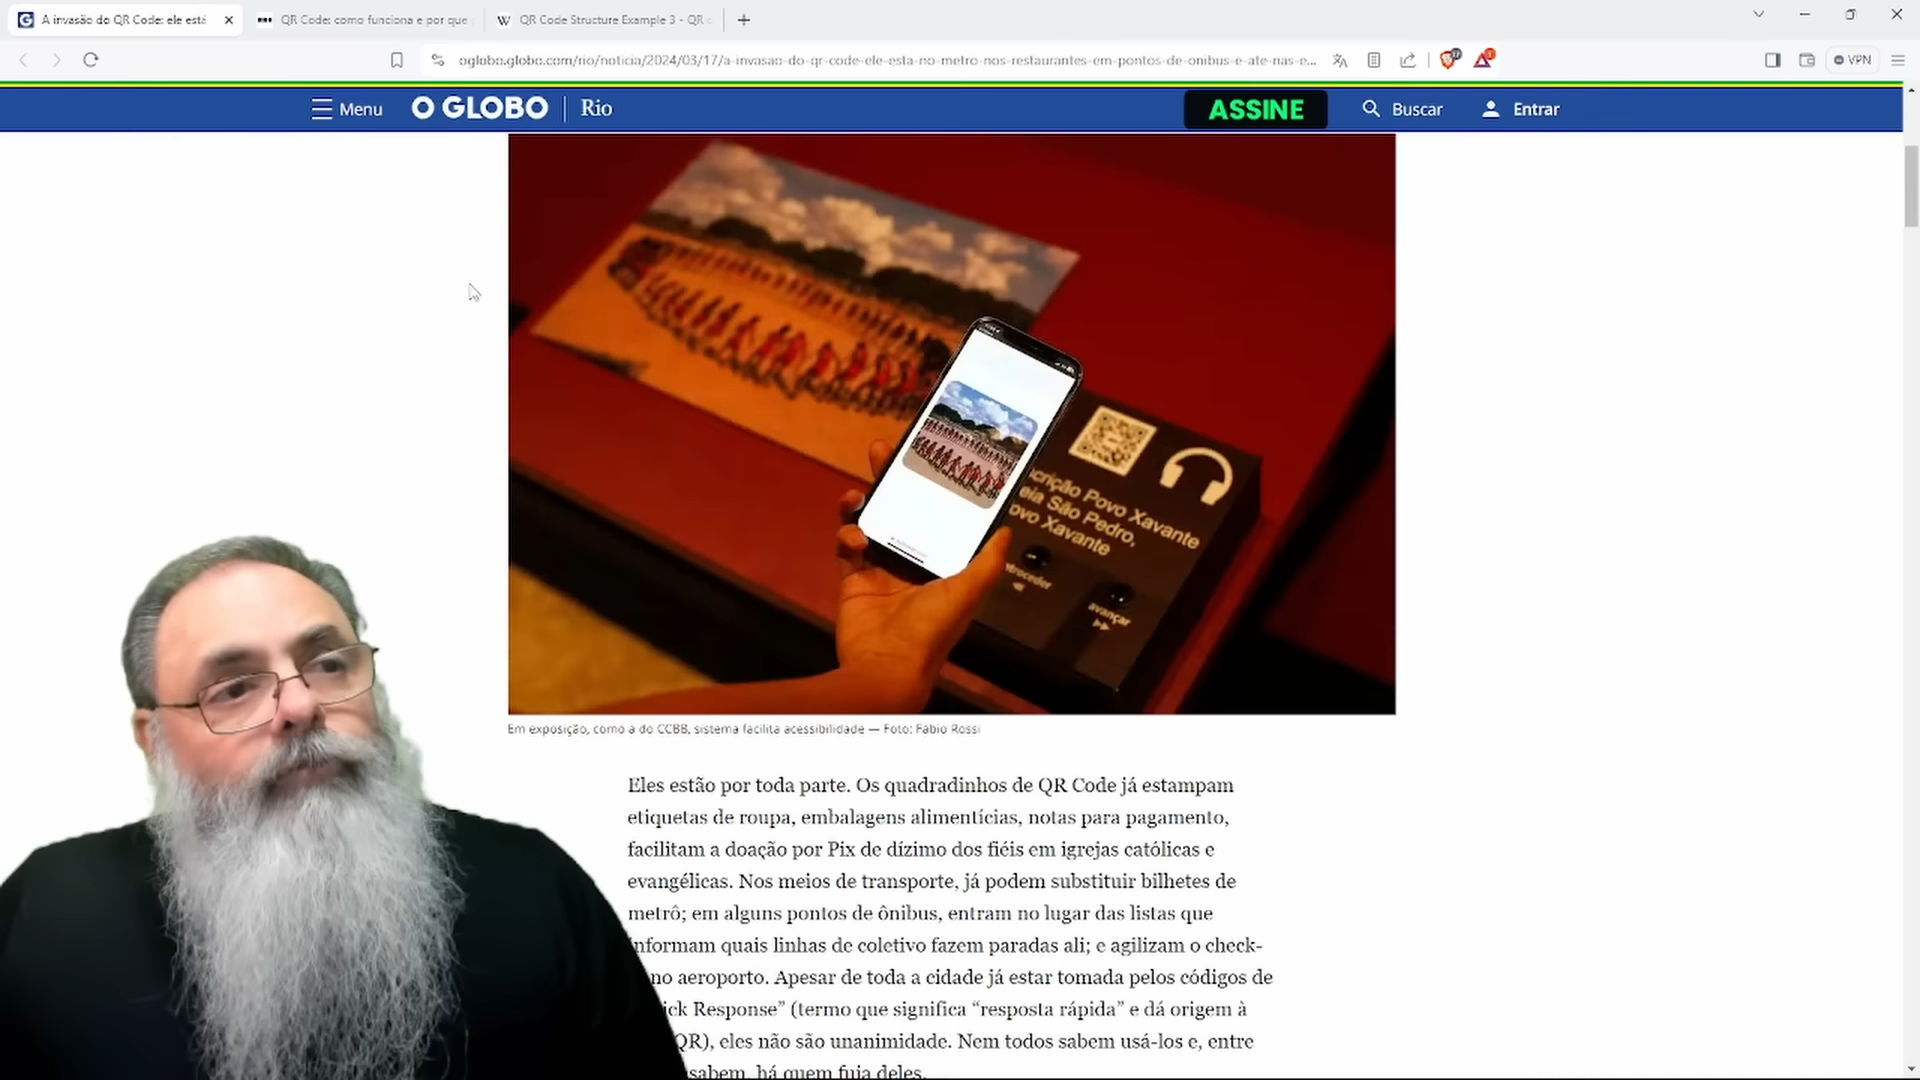 A invasão do QR Code: ele está
QR Code: como funciona e por que
QR Code Structure Example 3 - QR c
oglobo.globo.com/rio/noticia/2024/03/17/a-invasao-do-qr-code-ele-esta-no-metro-nos-restaurantes-em-pontos-de-onibus-e-ate-nas-e...
VPN
Menu
O GLOBO
Rio
ASSINE
Buscar
Entrar
crição Povo Xavante
eia São Pedro,
ovo Xavante
troceder
avançar
Em exposição, como a do CCBB, sistema facilita acessibilidade — Foto: Fábio Rossi
Eles estão por toda parte. Os quadradinhos de QR Code já estampam
etiquetas de roupa, embalagens alimentícias, notas para pagamento,
facilitam a doação por Pix de dízimo dos fiéis em igrejas católicas e
evangélicas. Nos meios de transporte, já podem substituir bilhetes de
metrô; em alguns pontos de ônibus, entram no lugar das listas que
informam quais linhas de coletivo fazem paradas ali; e agilizam o check-
no aeroporto. Apesar de toda a cidade já estar tomada pelos códigos de
ick Response” (termo que significa “resposta rápida” e dá origem à
QR), eles não são unanimidade. Nem todos sabem usá-los e, entre
sabem, há quem fuja deles.